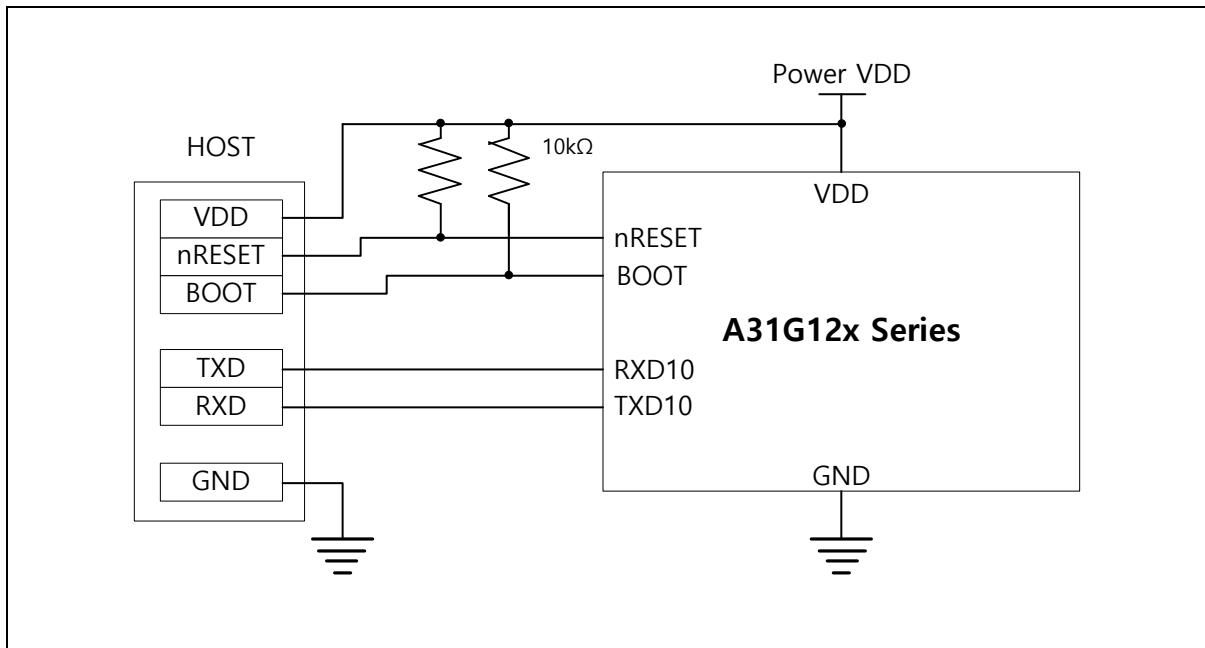 Power VDD
HOST
10kΩ
VDD
VDD
nRESET
nRESET
BOOT
BOOT
A31G12x Series
TXD
RXD10
RXD
TXD10
GND
GND